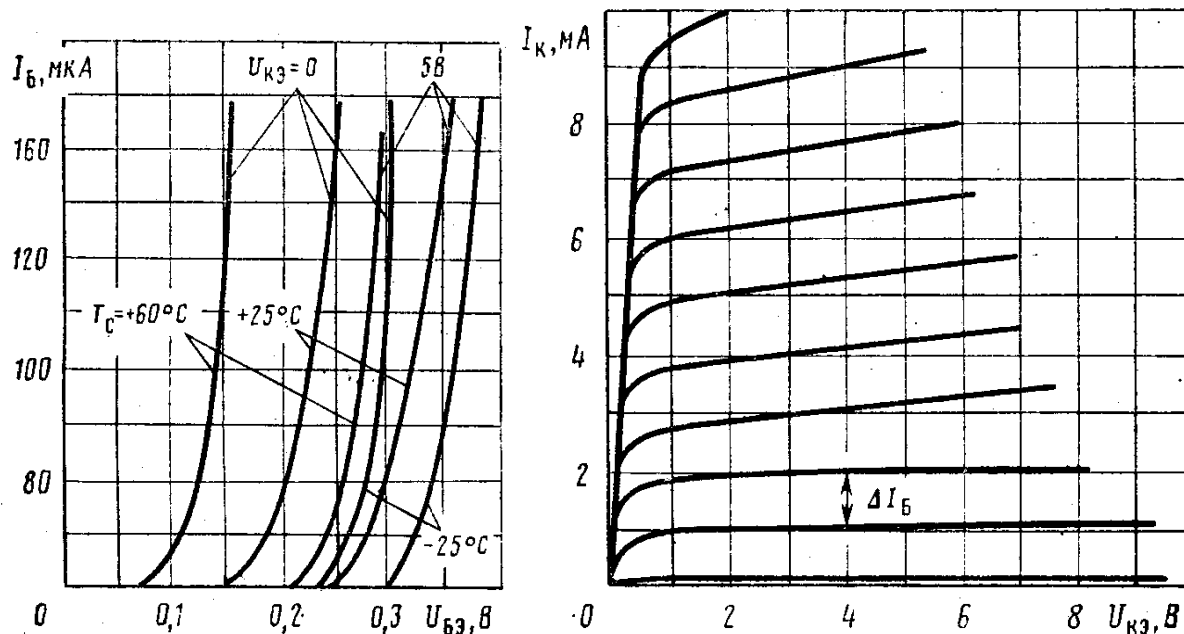 I_Б, мкА
U_КЭ=0
5В
160
120
T_С=+60°С
+25°С
100
80
-25°С
0
0,1
0,2
0,3
U_БЭ, В
I_К, мА
8
6
4
2
ΔI_Б
0
2
4
6
8
U_КЭ, В